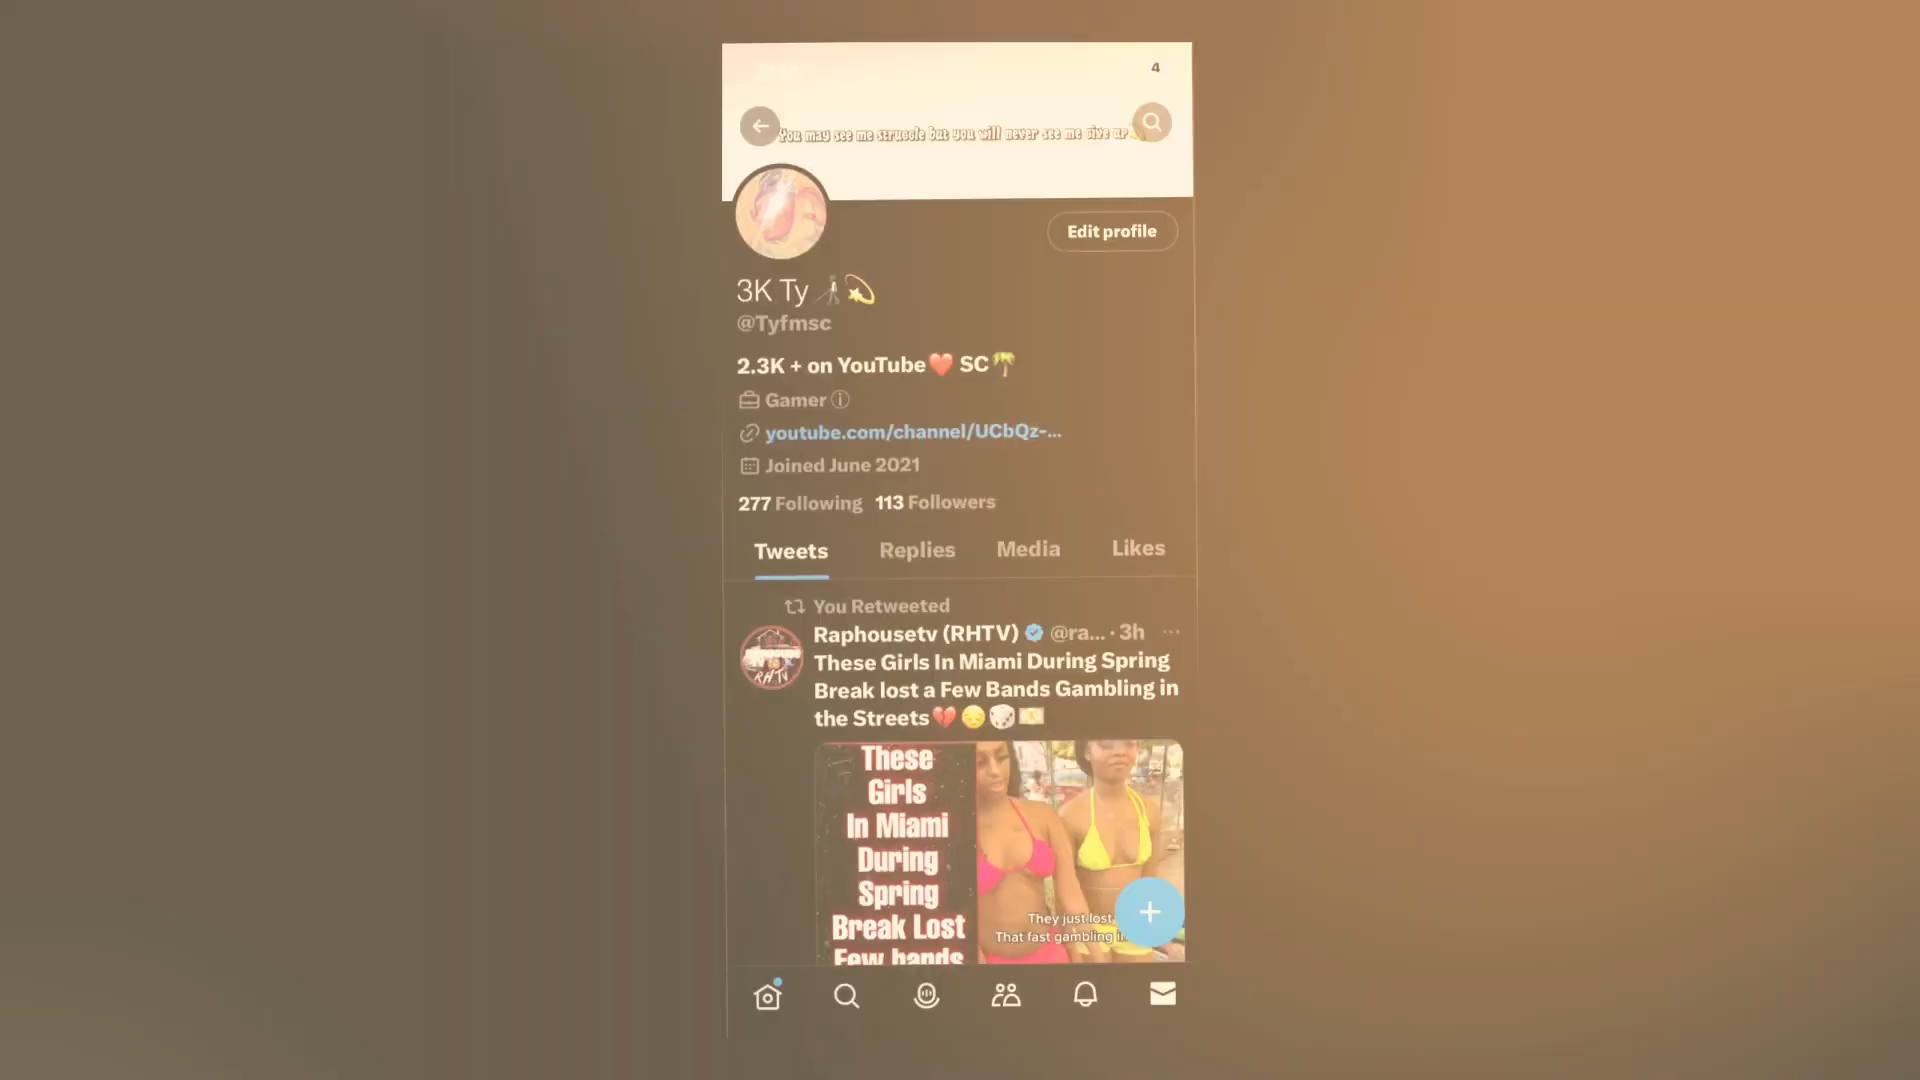 4
You may see me struggle but you will never see me give up
Edit profile
3K Ty
@Tyfmsc
2.3K + on YouTube❤️ SC🌴
Gamer
youtube.com/channel/UCbQz-...
Joined June 2021
277 Following 113 Followers
Tweets Replies Media Likes
You Retweeted
Raphousetv (RHTV) @ra... · 3h
These Girls In Miami During Spring
Break lost a Few Bands Gambling in
the Streets💔😔🎲💵
These
Girls
In Miami
During
Spring
Break Lost
Few bands
They just lost
That fast gambling
RHTV